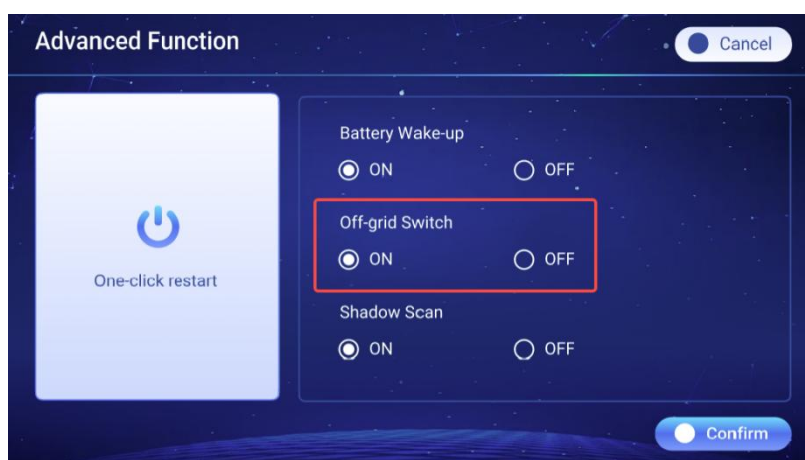 Advanced Function
Cancel
One-click restart
Battery Wake-up
ON OFF
Off-grid Switch
ON OFF
Shadow Scan
ON OFF
Confirm